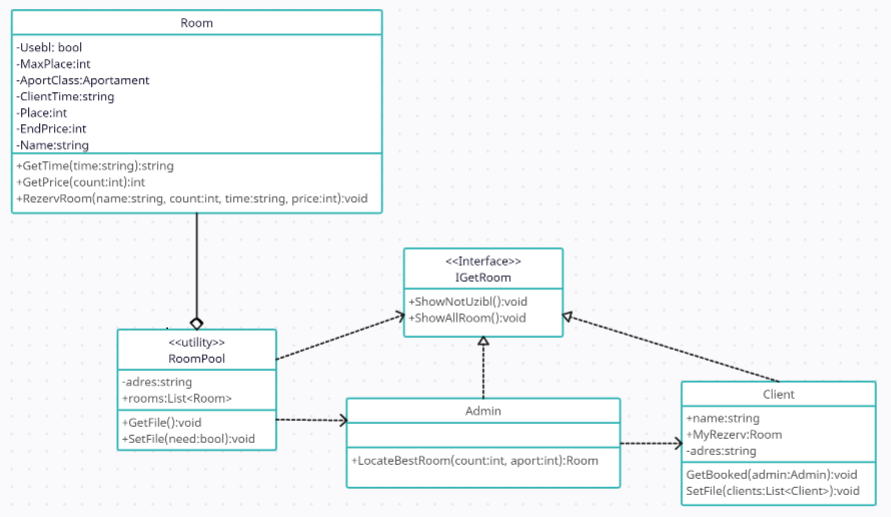 Room
-Usebl: bool
-MaxPlace:int
-AportClass:Aportament
-ClientTime:string
-Place:int
-EndPrice:int
-Name:string
+GetTime(time:string):string
+GetPrice(count:int):int
+RezervRoom(name:string, count:int, time:string, price:int):void
<<Interface>>
IGetRoom
+ShowNotUzibl():void
+ShowAllRoom():void
<<utility>>
RoomPool
-adres:string
+rooms:List<Room>
+GetFile():void
+SetFile(need:bool):void
Admin
+LocateBestRoom(count:int, aport:int):Room
Client
+name:string
+MyRezerv:Room
-adres:string
GetBooked(admin:Admin):void
SetFile(clients:List<Client>):void